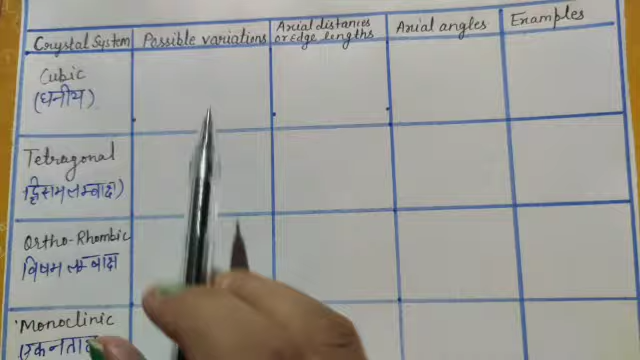 Crystal System
Possible variations
Axial distances
or edge lengths
Axial angles
Examples
Cubic
(घनीय)
Tetragonal
द्विसमलम्बाक्ष)
Ortho-Rhombic
विषमलम्बाक्ष
Monoclinic